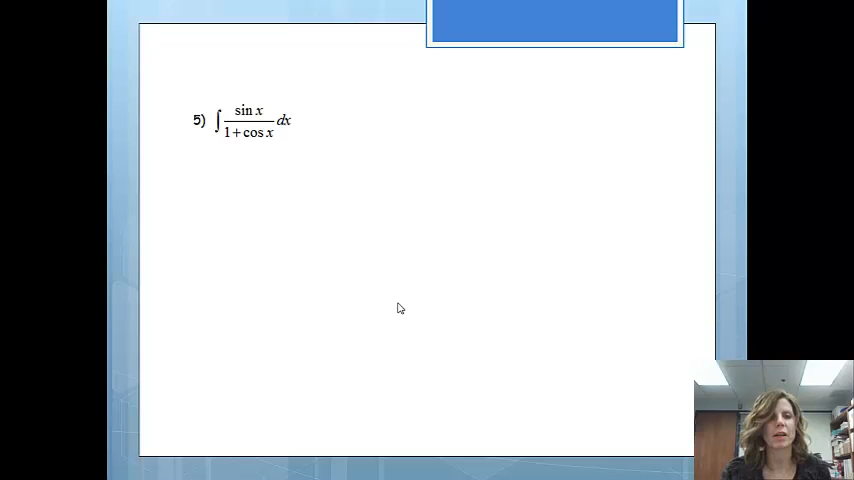 5) ∫ sin x / 1 + cos x dx